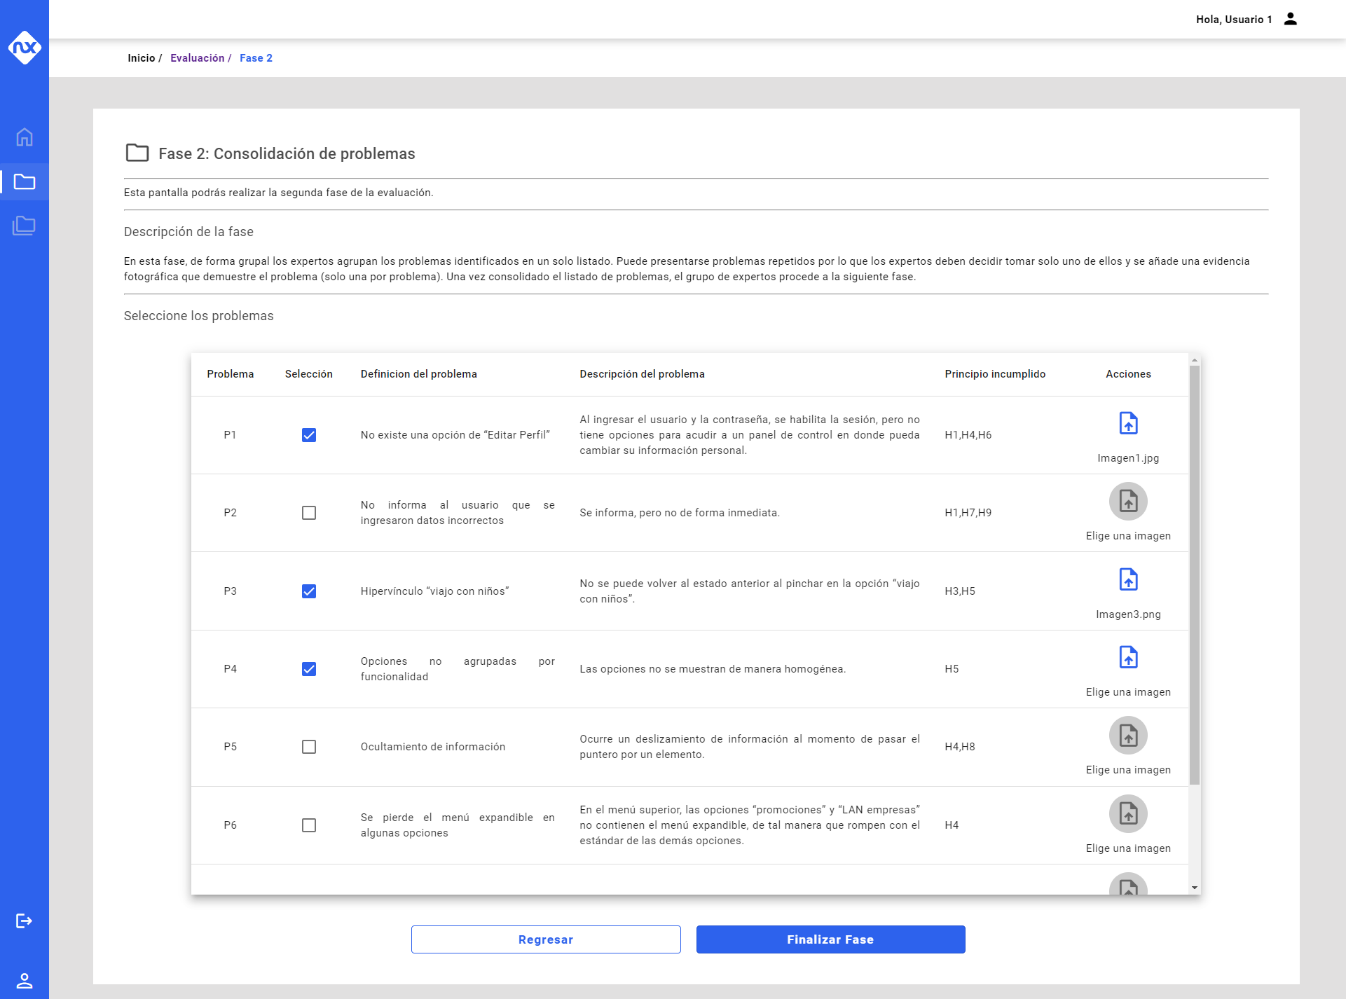 Hola, Usuario 1
nx
Inicio / Evaluación / Fase 2
Fase 2: Consolidación de problemas
Esta pantalla podrás realizar la segunda fase de la evaluación.
Descripción de la fase
En esta fase, de forma grupal los expertos agrupan los problemas identificados en un solo listado. Puede presentarse problemas repetidos por lo que los expertos deben decidir tomar solo uno de ellos y se añade una evidencia
fotográfica que demuestre el problema (solo una por problema). Una vez consolidado el listado de problemas, el grupo de expertos procede a la siguiente fase.
Seleccione los problemas
Problema Selección Definicion del problema Descripción del problema Principio incumplido Acciones
P1 No existe una opción de “Editar Perfil” Al ingresar el usuario y la contraseña, se habilita la sesión, pero no
tiene opciones para acudir a un panel de control en donde pueda
cambiar su información personal. H1,H4,H6
Imagen1.jpg
P2 No informa al usuario que se
ingresaron datos incorrectos Se informa, pero no de forma inmediata. H1,H7,H9
Elige una imagen
P3 Hipervínculo “viajo con niños” No se puede volver al estado anterior al pinchar en la opción “viajo
con niños”. H3,H5
Imagen3.png
P4 Opciones no agrupadas por
funcionalidad Las opciones no se muestran de manera homogénea. H5
Elige una imagen
P5 Ocultamiento de información Ocurre un deslizamiento de información al momento de pasar el
puntero por un elemento. H4,H8
Elige una imagen
P6 Se pierde el menú expandible en
algunas opciones En el menú superior, las opciones “promociones” y “LAN empresas”
no contienen el menú expandible, de tal manera que rompen con el
estándar de las demás opciones. H4
Elige una imagen
Regresar Finalizar Fase